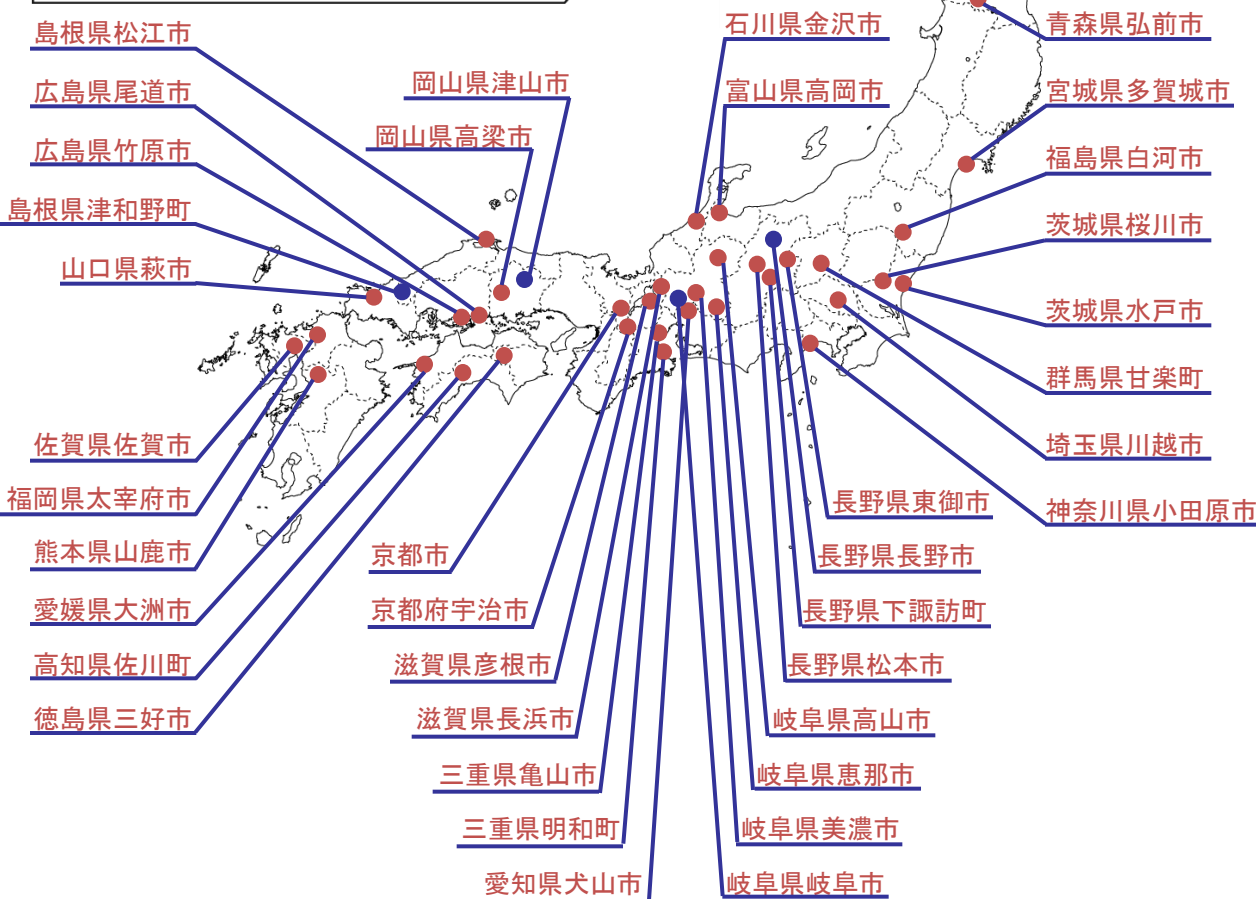 島根県松江市
広島県尾道市
広島県竹原市
島根県津和野町
山口県萩市
岡山県津山市
岡山県高梁市
石川県金沢市
富山県高岡市
青森県弘前市
宮城県多賀城市
福島県白河市
茨城県桜川市
茨城県水戸市
群馬県甘楽町
埼玉県川越市
神奈川県小田原市
佐賀県佐賀市
福岡県太宰府市
熊本県山鹿市
愛媛県大洲市
高知県佐川町
徳島県三好市
京都市
京都府宇治市
滋賀県彦根市
滋賀県長浜市
三重県亀山市
三重県明和町
愛知県犬山市
長野県東御市
長野県長野市
長野県下諏訪町
長野県松本市
岐阜県高山市
岐阜県恵那市
岐阜県美濃市
岐阜県岐阜市